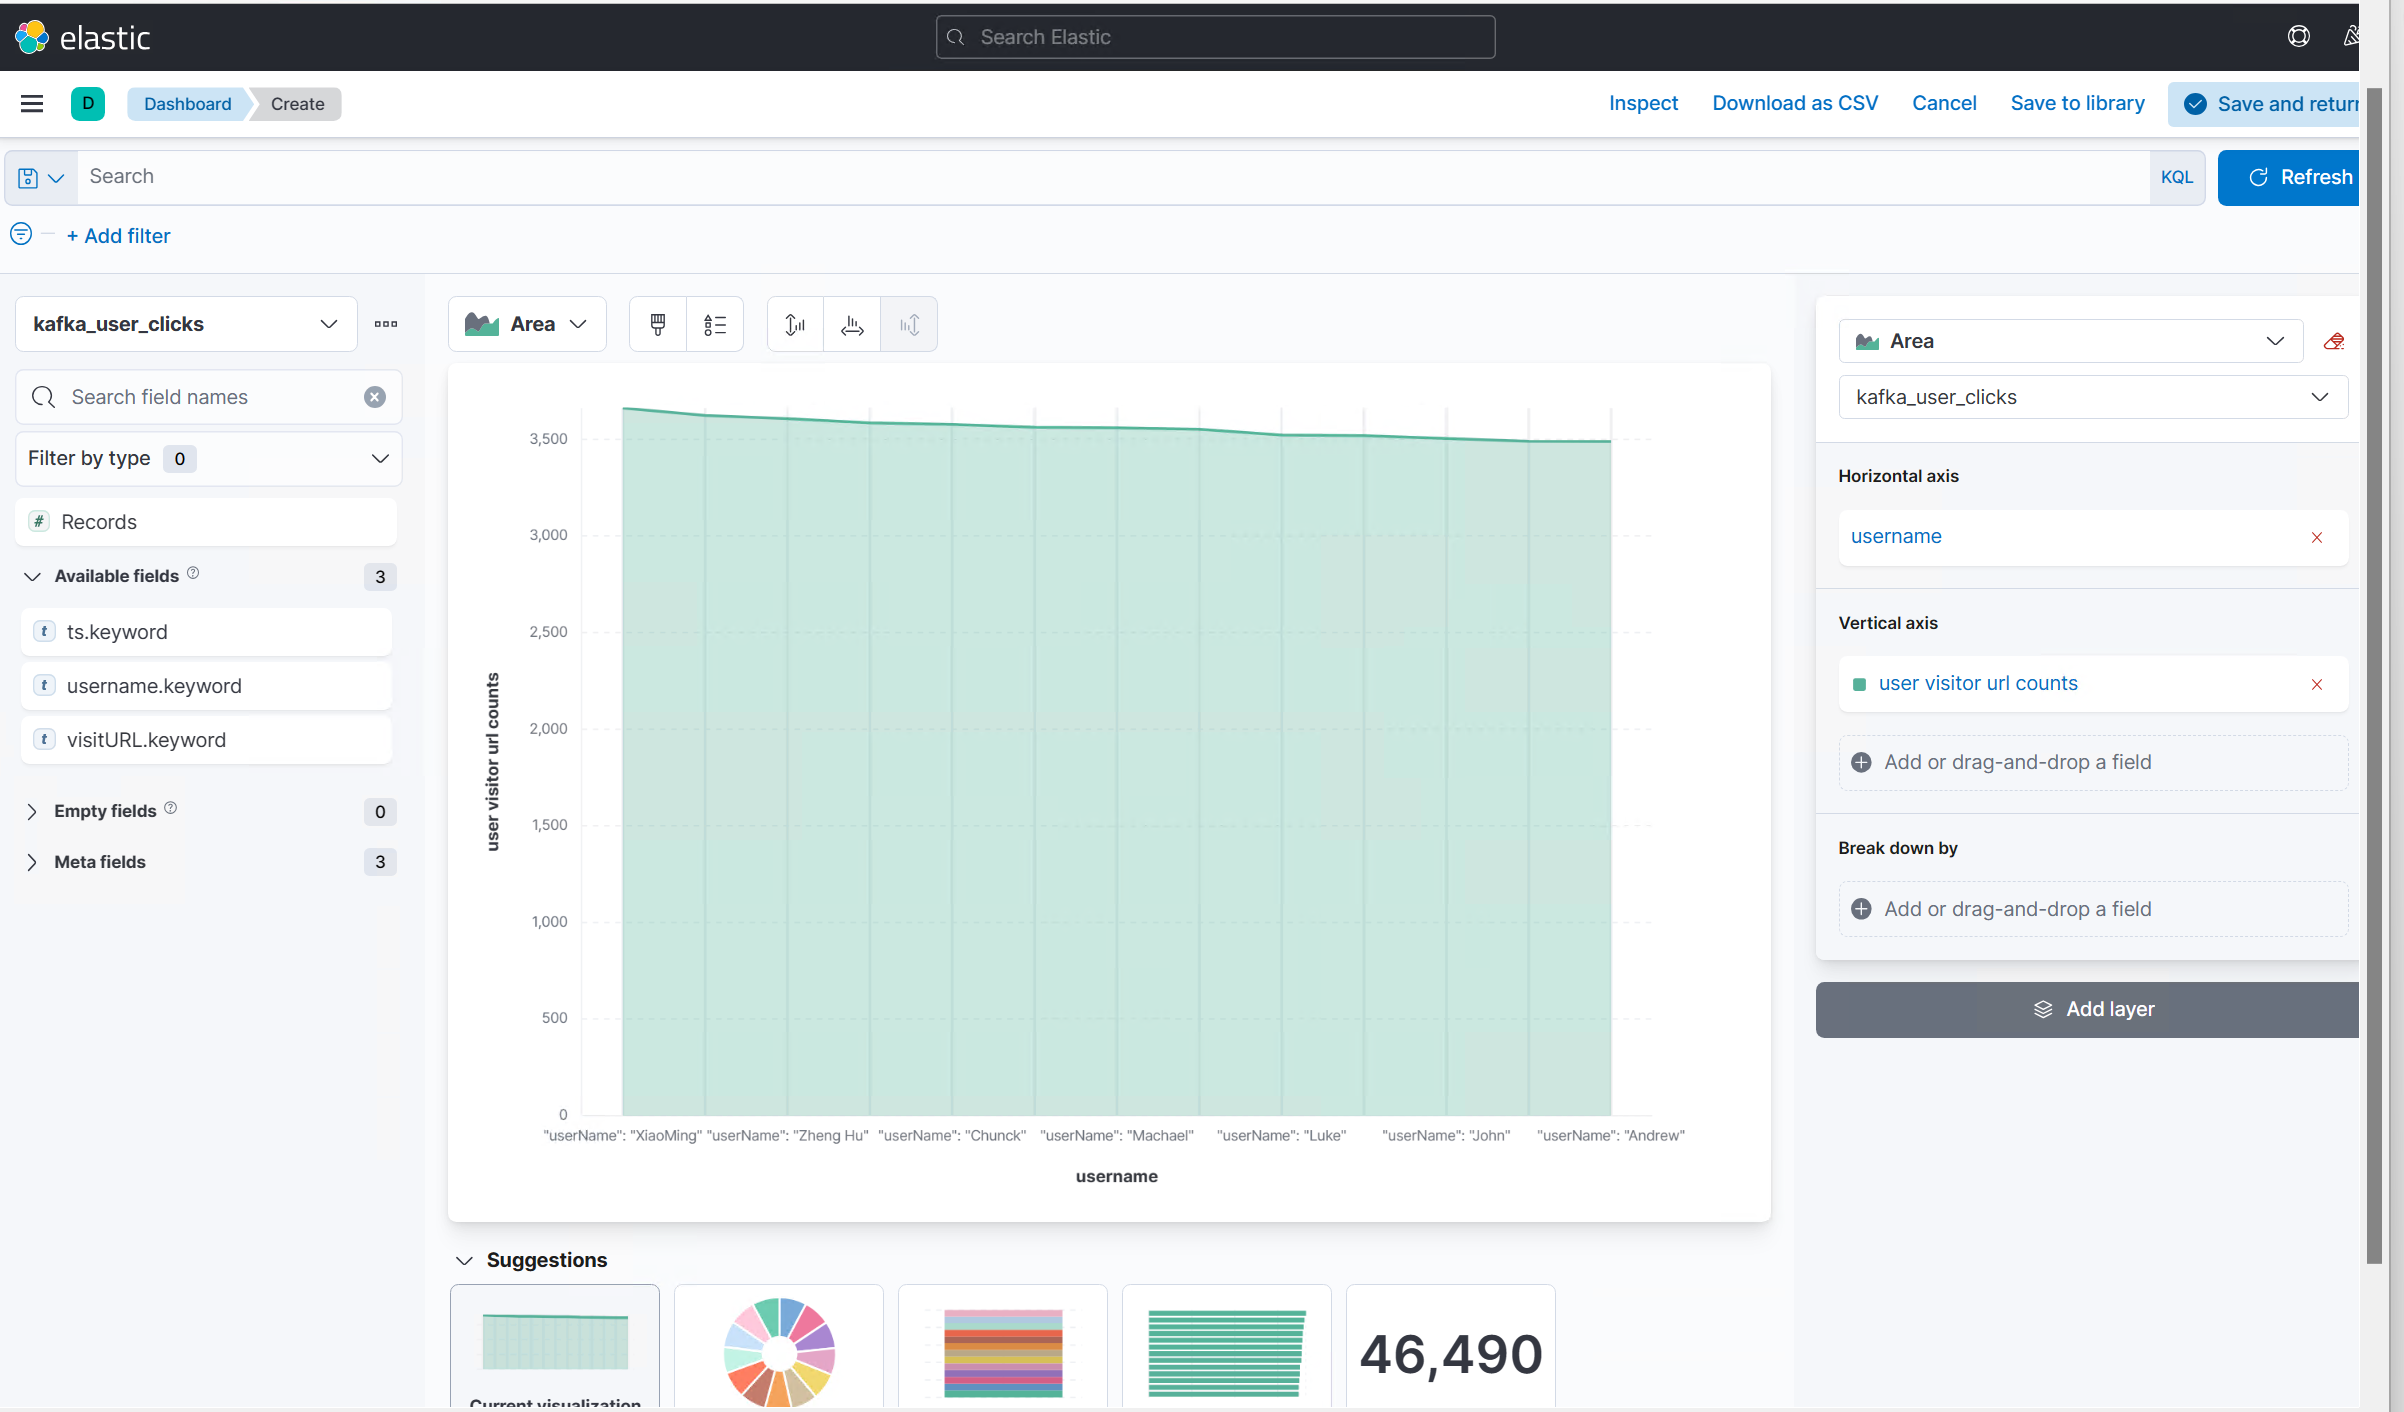 elastic
Search Elastic
D
Dashboard
Create
Inspect
Download as CSV
Cancel
Save to library
Save and return
Search
KQL
Refresh
+ Add filter
kafka_user_clicks
Search field names
Filter by type 0
# Records
Available fields ? 3
t ts.keyword
t username.keyword
t visitURL.keyword
Empty fields ? 0
Meta fields 3
Area
user visitor url counts
3,500
3,000
2,500
2,000
1,500
1,000
500
0
"userName": "XiaoMing" "userName": "Zheng Hu" "userName": "Chunck" "userName": "Machael" "userName": "Luke" "userName": "John" "userName": "Andrew"
username
Suggestions
Current visualization
46,490
Area
kafka_user_clicks
Horizontal axis
username
Vertical axis
user visitor url counts
Add or drag-and-drop a field
Break down by
Add or drag-and-drop a field
Add layer